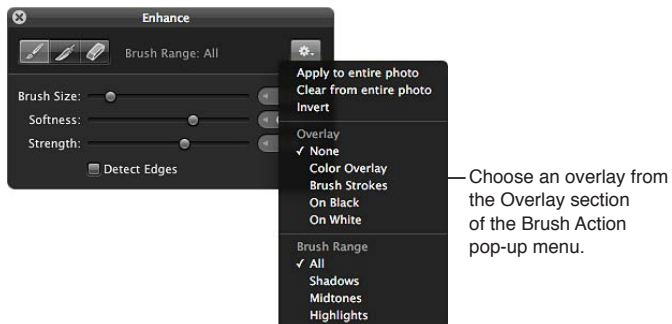 Enhance
Brush Range: All
Brush Size:
Softness:
Strength:
Detect Edges
Apply to entire photo
Clear from entire photo
Invert
Overlay
✓ None
Color Overlay
Brush Strokes
On Black
On White
Brush Range
✓ All
Shadows
Midtones
Highlights
Choose an overlay from
the Overlay section
of the Brush Action
pop-up menu.